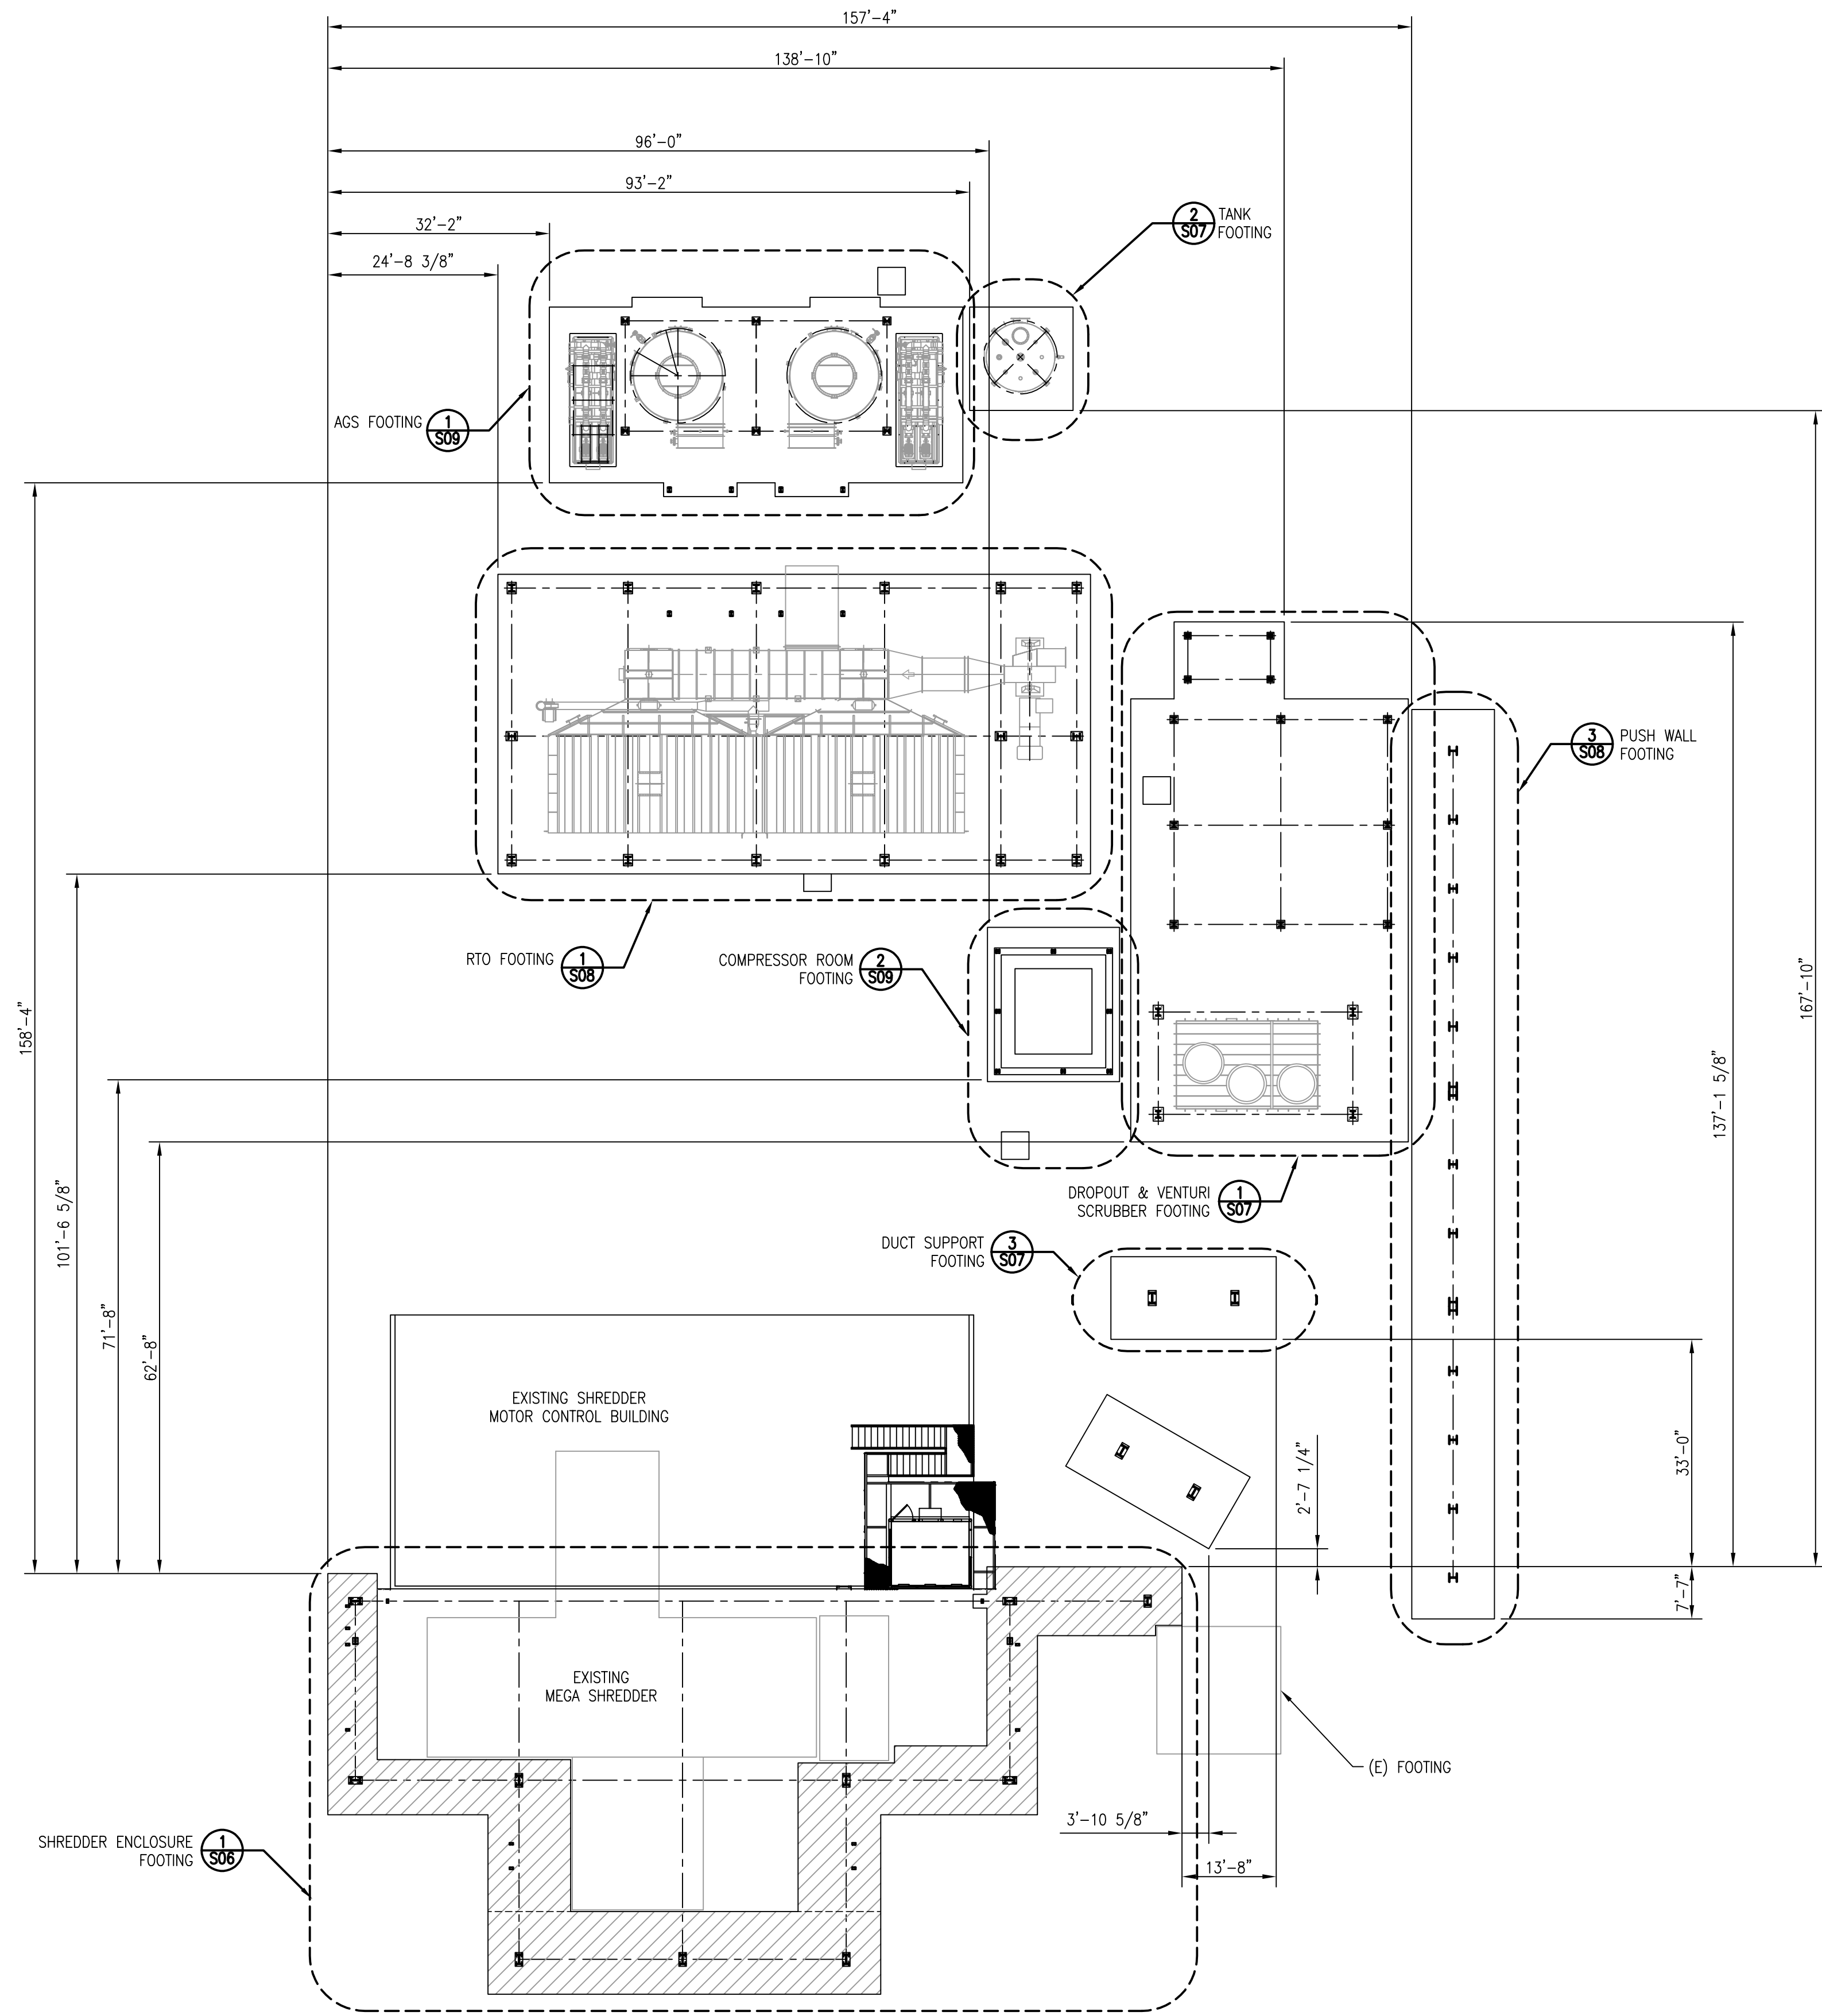 157'-4"
138'-10"
96'-0"
93'-2"
32'-2"
24'-8 3/8"
2
S07
TANK
FOOTING
AGS FOOTING
1
S09
3
S08
PUSH WALL
FOOTING
RTO FOOTING
1
S08
COMPRESSOR ROOM
FOOTING
2
S09
158'-4"
101'-6 5/8"
71'-8"
62'-8"
167'-10"
137'-1 5/8"
DROPOUT & VENTURI
SCRUBBER FOOTING
1
S07
DUCT SUPPORT
FOOTING
3
S07
EXISTING SHREDDER
MOTOR CONTROL BUILDING
2'-7 1/4"
33'-0"
7'-7"
EXISTING
MEGA SHREDDER
(E) FOOTING
3'-10 5/8"
13'-8"
SHREDDER ENCLOSURE
FOOTING
1
S06